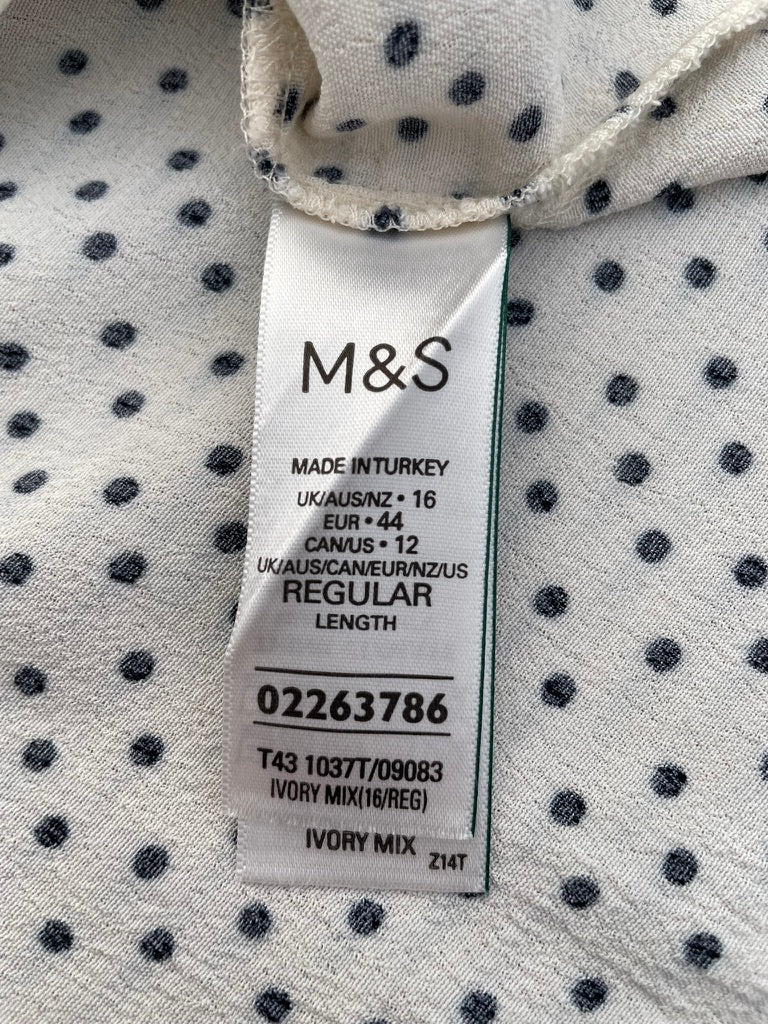 M&S
MADE IN TURKEY
UK/AUS/NZ • 16
EUR • 44
CAN/US • 12
UK/AUS/CAN/EUR/NZ/US
REGULAR
LENGTH
02263786
T43 1037T/09083
IVORY MIX(16/REG)
IVORY MIX
Z14T